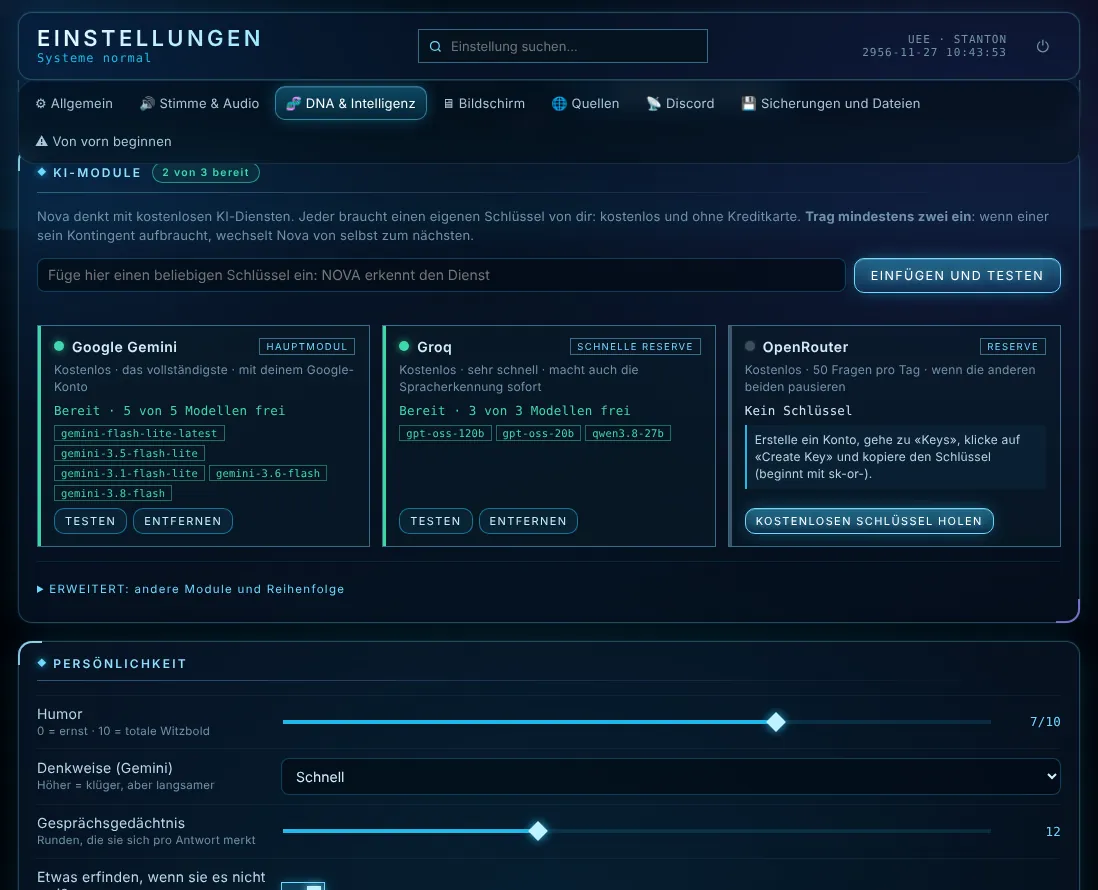 EINSTELLUNGEN
Systeme normal
Einstellung suchen...
UEE · STANTON
2956-11-27 10:43:53
Allgemein
Stimme & Audio
DNA & Intelligenz
Bildschirm
Quellen
Discord
Sicherungen und Dateien
Von vorn beginnen
KI-MODULE
2 von 3 bereit
Nova denkt mit kostenlosen KI-Diensten. Jeder braucht einen eigenen Schlüssel von dir: kostenlos und ohne Kreditkarte. Trag mindestens zwei ein: wenn einer
sein Kontingent aufbraucht, wechselt Nova von selbst zum nächsten.
Füge hier einen beliebigen Schlüssel ein: NOVA erkennt den Dienst
EINFÜGEN UND TESTEN
Google Gemini
HAUPTMODUL
Kostenlos · das vollständigste · mit deinem Google-
Konto
Bereit · 5 von 5 Modellen frei
gemini-flash-lite-latest
gemini-3.5-flash-lite
gemini-3.1-flash-lite
gemini-3.6-flash
gemini-3.8-flash
TESTEN
ENTFERNEN
Groq
SCHNELLE RESERVE
Kostenlos · sehr schnell · macht auch die
Spracherkennung sofort
Bereit · 3 von 3 Modellen frei
gpt-oss-120b
gpt-oss-20b
qwen3.8-27b
TESTEN
ENTFERNEN
OpenRouter
RESERVE
Kostenlos · 50 Fragen pro Tag · wenn die anderen
beiden pausieren
Kein Schlüssel
Erstelle ein Konto, gehe zu «Keys», klicke auf
«Create Key» und kopiere den Schlüssel
(beginnt mit sk-or-).
KOSTENLOSEN SCHLÜSSEL HOLEN
ERWEITERT: andere Module und Reihenfolge
PERSÖNLICHKEIT
Humor
0 = ernst · 10 = totale Witzbold
7/10
Denkweise (Gemini)
Höher = klüger, aber langsamer
Schnell
Gesprächsgedächtnis
Runden, die sie sich pro Antwort merkt
12
Etwas erfinden, wenn sie es nicht